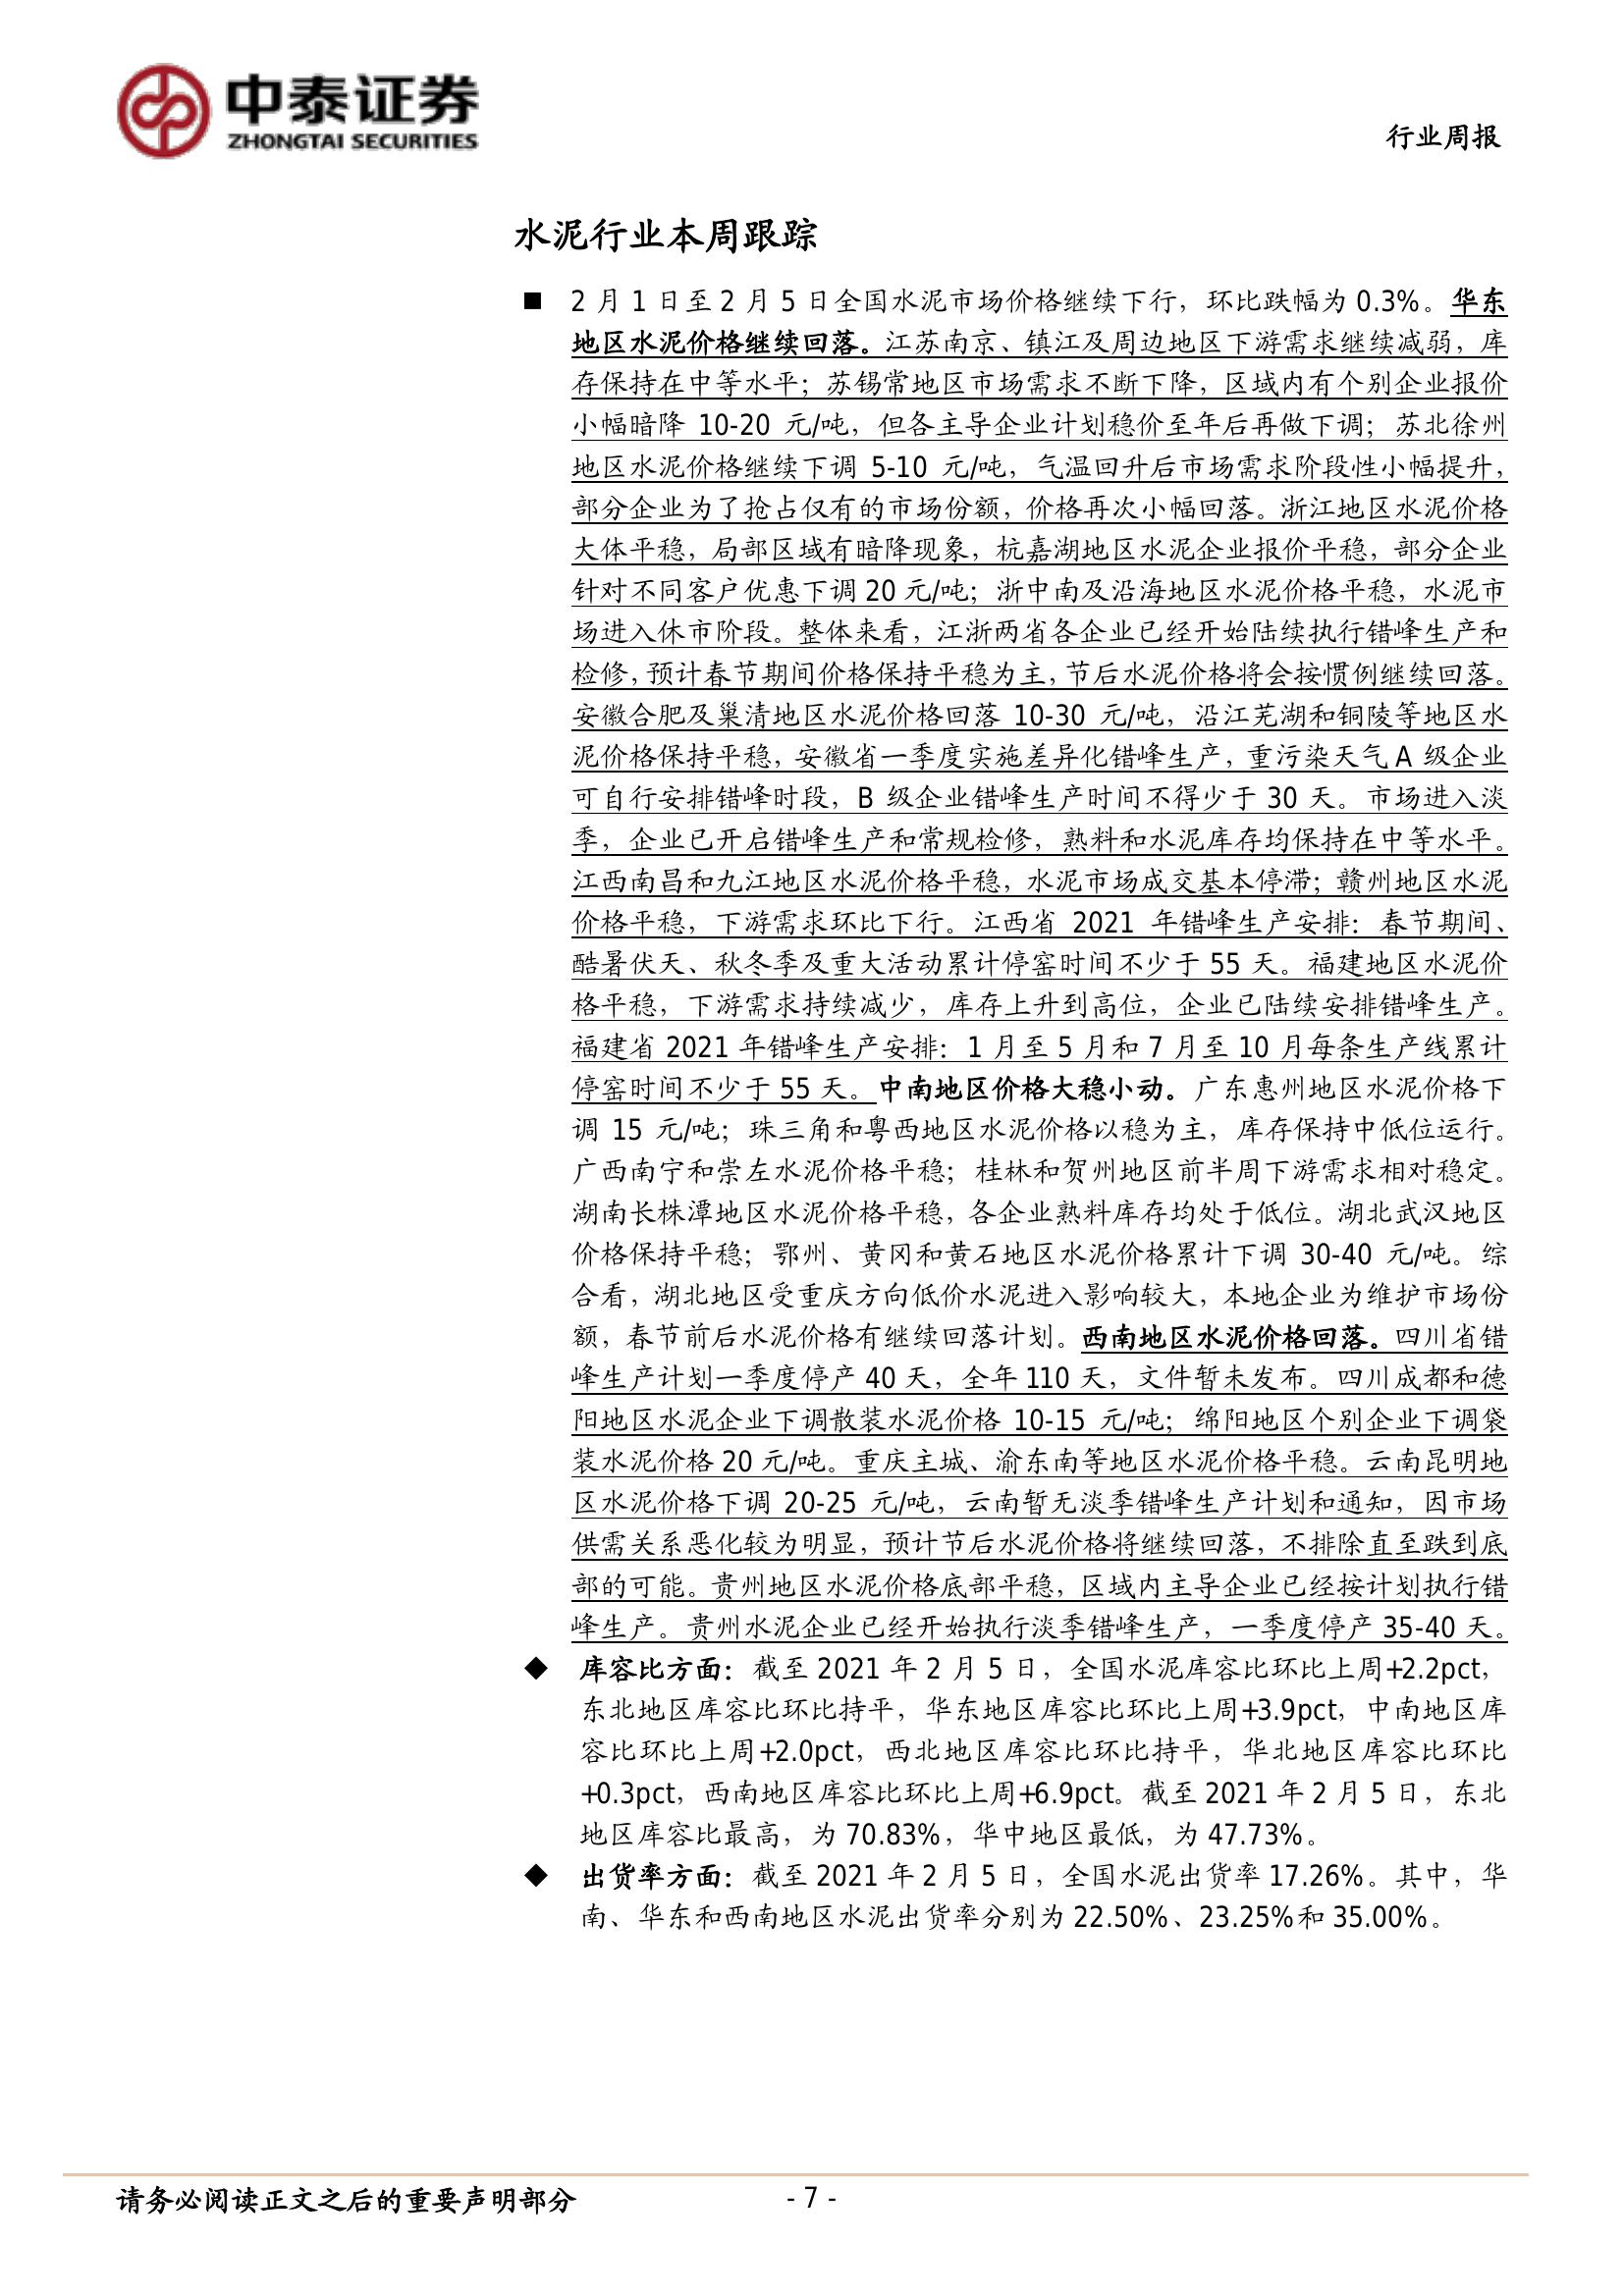 中泰证券
ZHONGTAI SECURITIES
行业周报
水泥行业本周跟踪
■ 2 月 1 日至 2 月 5 日全国水泥市场价格继续下行，环比跌幅为 0.3%。华东
地区水泥价格继续回落。江苏南京、镇江及周边地区下游需求继续减弱，库
存保持在中等水平；苏锡常地区市场需求不断下降，区域内有个别企业报价
小幅暗降 10-20 元/吨，但各主导企业计划稳价至年后再做下调；苏北徐州
地区水泥价格继续下调 5-10 元/吨，气温回升后市场需求阶段性小幅提升，
部分企业为了抢占仅有的市场份额，价格再次小幅回落。浙江地区水泥价格
大体平稳，局部区域有暗降现象，杭嘉湖地区水泥企业报价平稳，部分企业
针对不同客户优惠下调 20 元/吨；浙中南及沿海地区水泥价格平稳，水泥市
场进入休市阶段。整体来看，江浙两省各企业已经开始陆续执行错峰生产和
检修，预计春节期间价格保持平稳为主，节后水泥价格将会按惯例继续回落。
安徽合肥及巢清地区水泥价格回落 10-30 元/吨，沿江芜湖和铜陵等地区水
泥价格保持平稳，安徽省一季度实施差异化错峰生产，重污染天气 A 级企业
可自行安排错峰时段，B 级企业错峰生产时间不得少于 30 天。市场进入淡
季，企业已开启错峰生产和常规检修，熟料和水泥库存均保持在中等水平。
江西南昌和九江地区水泥价格平稳，水泥市场成交基本停滞；赣州地区水泥
价格平稳，下游需求环比下行。江西省 2021 年错峰生产安排：春节期间、
酷暑伏天、秋冬季及重大活动累计停窑时间不少于 55 天。福建地区水泥价
格平稳，下游需求持续减少，库存上升到高位，企业已陆续安排错峰生产。
福建省 2021 年错峰生产安排：1 月至 5 月和 7 月至 10 月每条生产线累计
停窑时间不少于 55 天。中南地区价格大稳小动。广东惠州地区水泥价格下
调 15 元/吨；珠三角和粤西地区水泥价格以稳为主，库存保持中低位运行。
广西南宁和崇左水泥价格平稳；桂林和贺州地区前半周下游需求相对稳定。
湖南长株潭地区水泥价格平稳，各企业熟料库存均处于低位。湖北武汉地区
价格保持平稳；鄂州、黄冈和黄石地区水泥价格累计下调 30-40 元/吨。综
合看，湖北地区受重庆方向低价水泥进入影响较大，本地企业为维护市场份
额，春节前后水泥价格有继续回落计划。西南地区水泥价格回落。四川省错
峰生产计划一季度停产 40 天，全年 110 天，文件暂未发布。四川成都和德
阳地区水泥企业下调散装水泥价格 10-15 元/吨；绵阳地区个别企业下调袋
装水泥价格 20 元/吨。重庆主城、渝东南等地区水泥价格平稳。云南昆明地
区水泥价格下调 20-25 元/吨，云南暂无淡季错峰生产计划和通知，因市场
供需关系恶化较为明显，预计节后水泥价格将继续回落，不排除直至跌到底
部的可能。贵州地区水泥价格底部平稳，区域内主导企业已经按计划执行错
峰生产。贵州水泥企业已经开始执行淡季错峰生产，一季度停产 35-40 天。
◆ 库容比方面：截至 2021 年 2 月 5 日，全国水泥库容比环比上周+2.2pct，
东北地区库容比环比持平，华东地区库容比环比上周+3.9pct，中南地区库
容比环比上周+2.0pct，西北地区库容比环比持平，华北地区库容比环比
+0.3pct，西南地区库容比环比上周+6.9pct。截至 2021 年 2 月 5 日，东北
地区库容比最高，为 70.83%，华中地区最低，为 47.73%。
◆ 出货率方面：截至 2021 年 2 月 5 日，全国水泥出货率 17.26%。其中，华
南、华东和西南地区水泥出货率分别为 22.50%、23.25%和 35.00%。
请务必阅读正文之后的重要声明部分
- 7 -